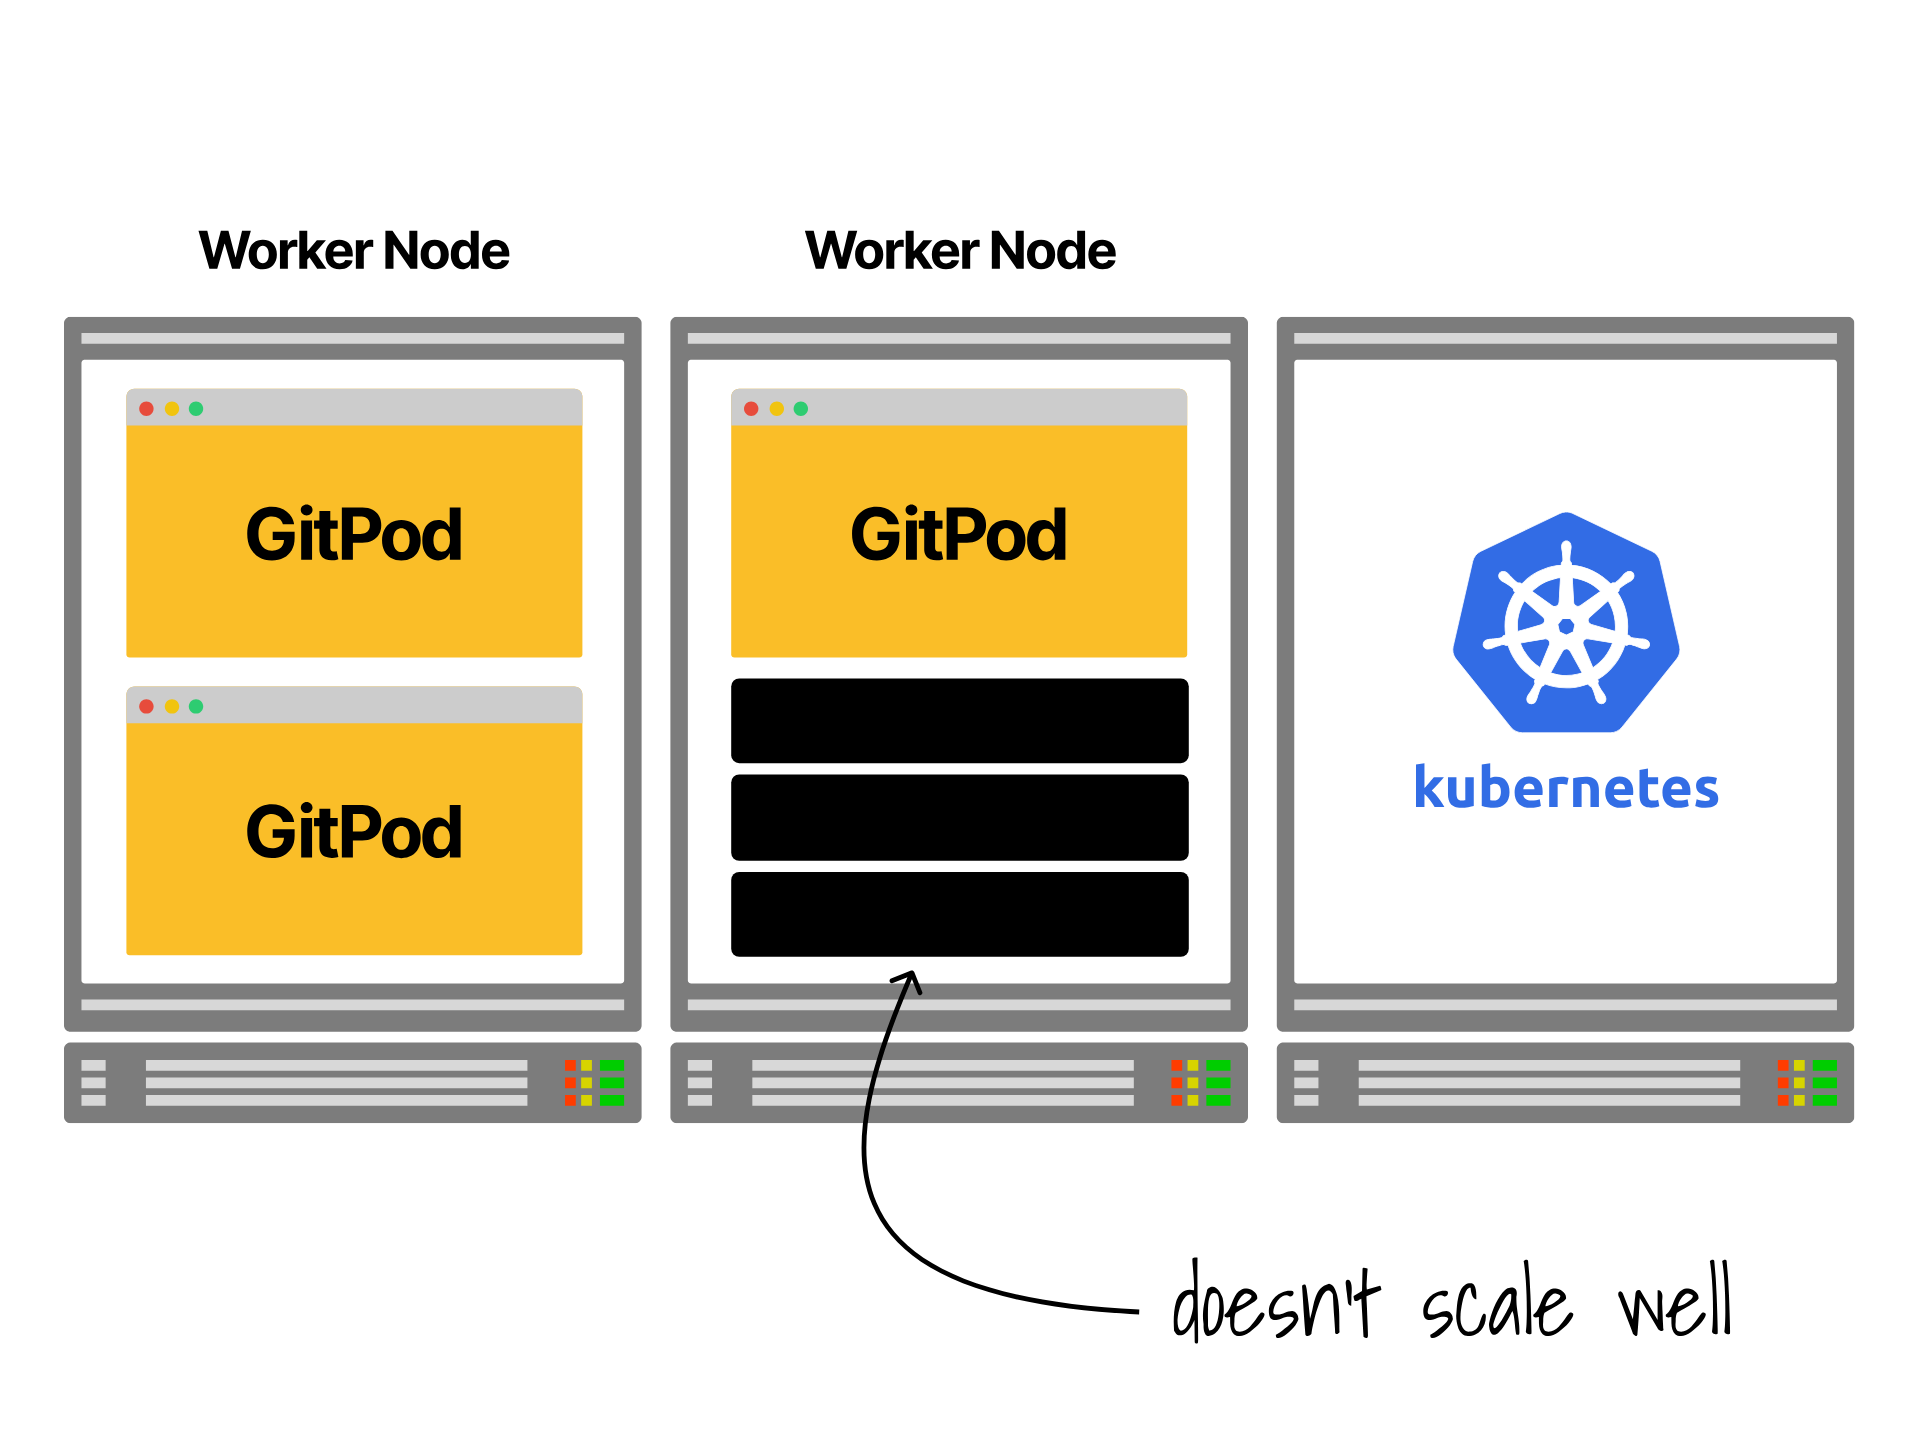 Worker Node
Worker Node
GitPod
GitPod
GitPod
kubernetes
doesn't scale well